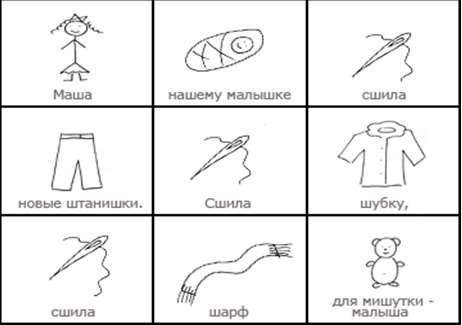 Маша
нашему малышке
сшила
новые штанишки.
Сшила
шубку,
сшила
шарф
для мишутки -
малыша